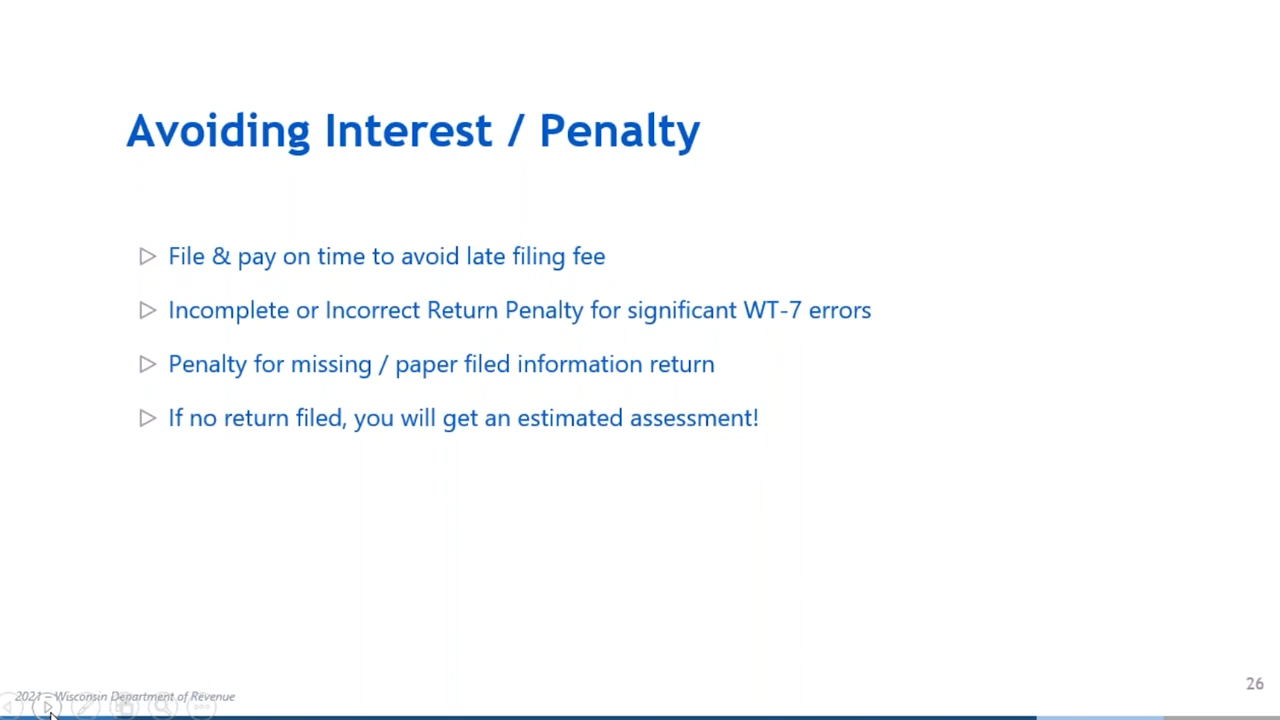 Avoiding Interest / Penalty
File & pay on time to avoid late filing fee
Incomplete or Incorrect Return Penalty for significant WT-7 errors
Penalty for missing / paper filed information return
If no return filed, you will get an estimated assessment!
2021 – Wisconsin Department of Revenue
26